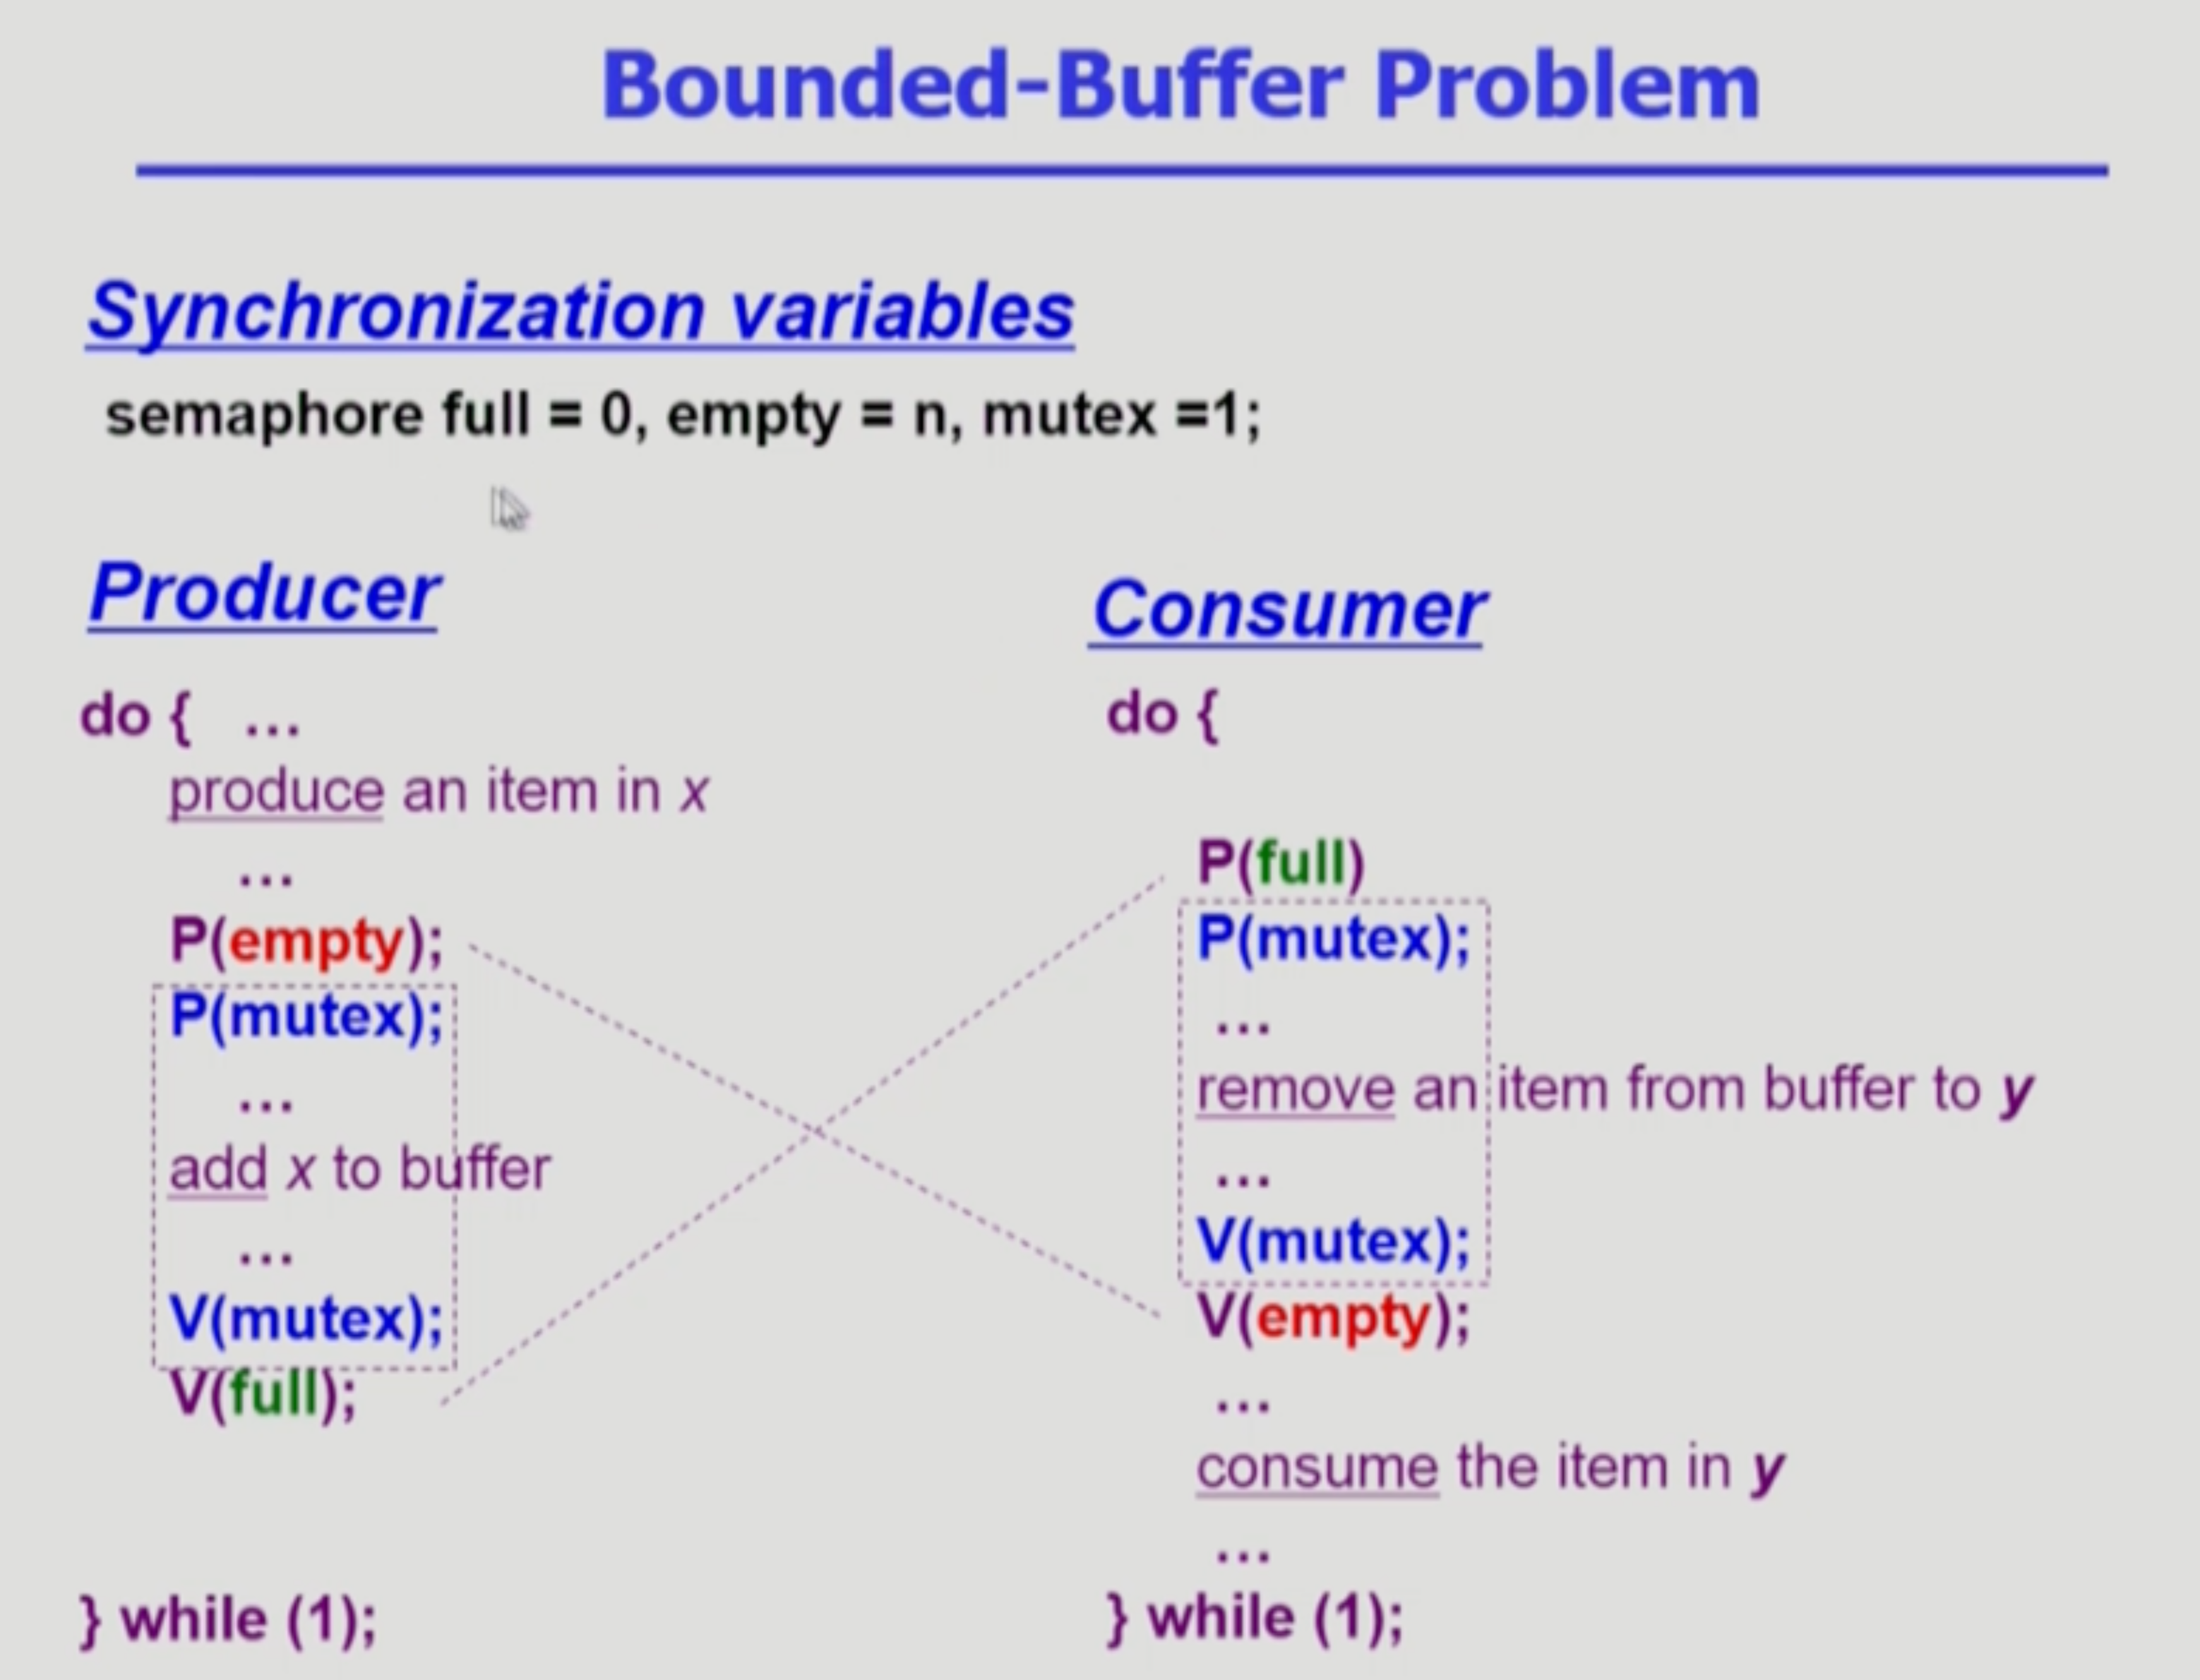 Bounded-Buffer Problem
Synchronization variables
semaphore full = 0, empty = n, mutex =1;
Producer
do { ...
produce an item in x
...
P(empty);
P(mutex);
...
add x to buffer
...
V(mutex);
V(full);
} while (1);
Consumer
do {
P(full)
P(mutex);
...
remove an item from buffer to y
...
V(mutex);
V(empty);
...
consume the item in y
...
} while (1);